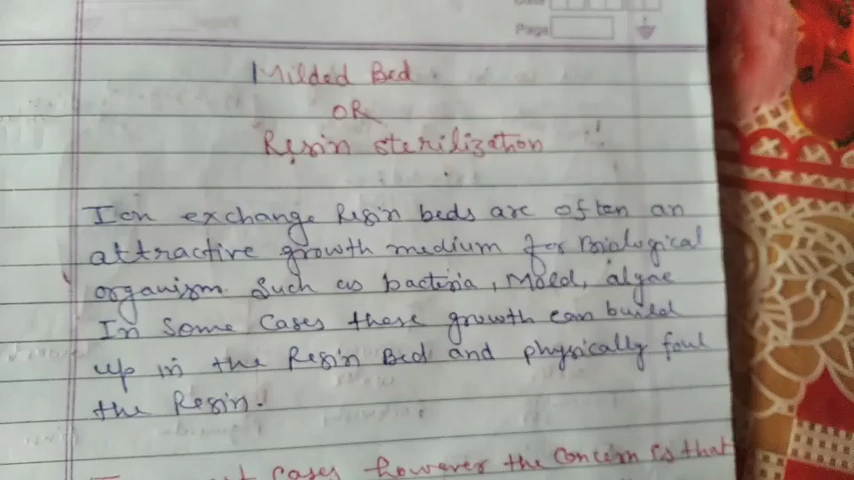 Page
Milded Bed
OR
Resin sterilization :-
Ion exchange Resin beds are often an
attractive growth medium for Biological
organism. Such as bacteria, Mold, algae
In Some Cases these growth can build
up in the Resin Bed and physically foul
the Resin.
cases however the concern is that